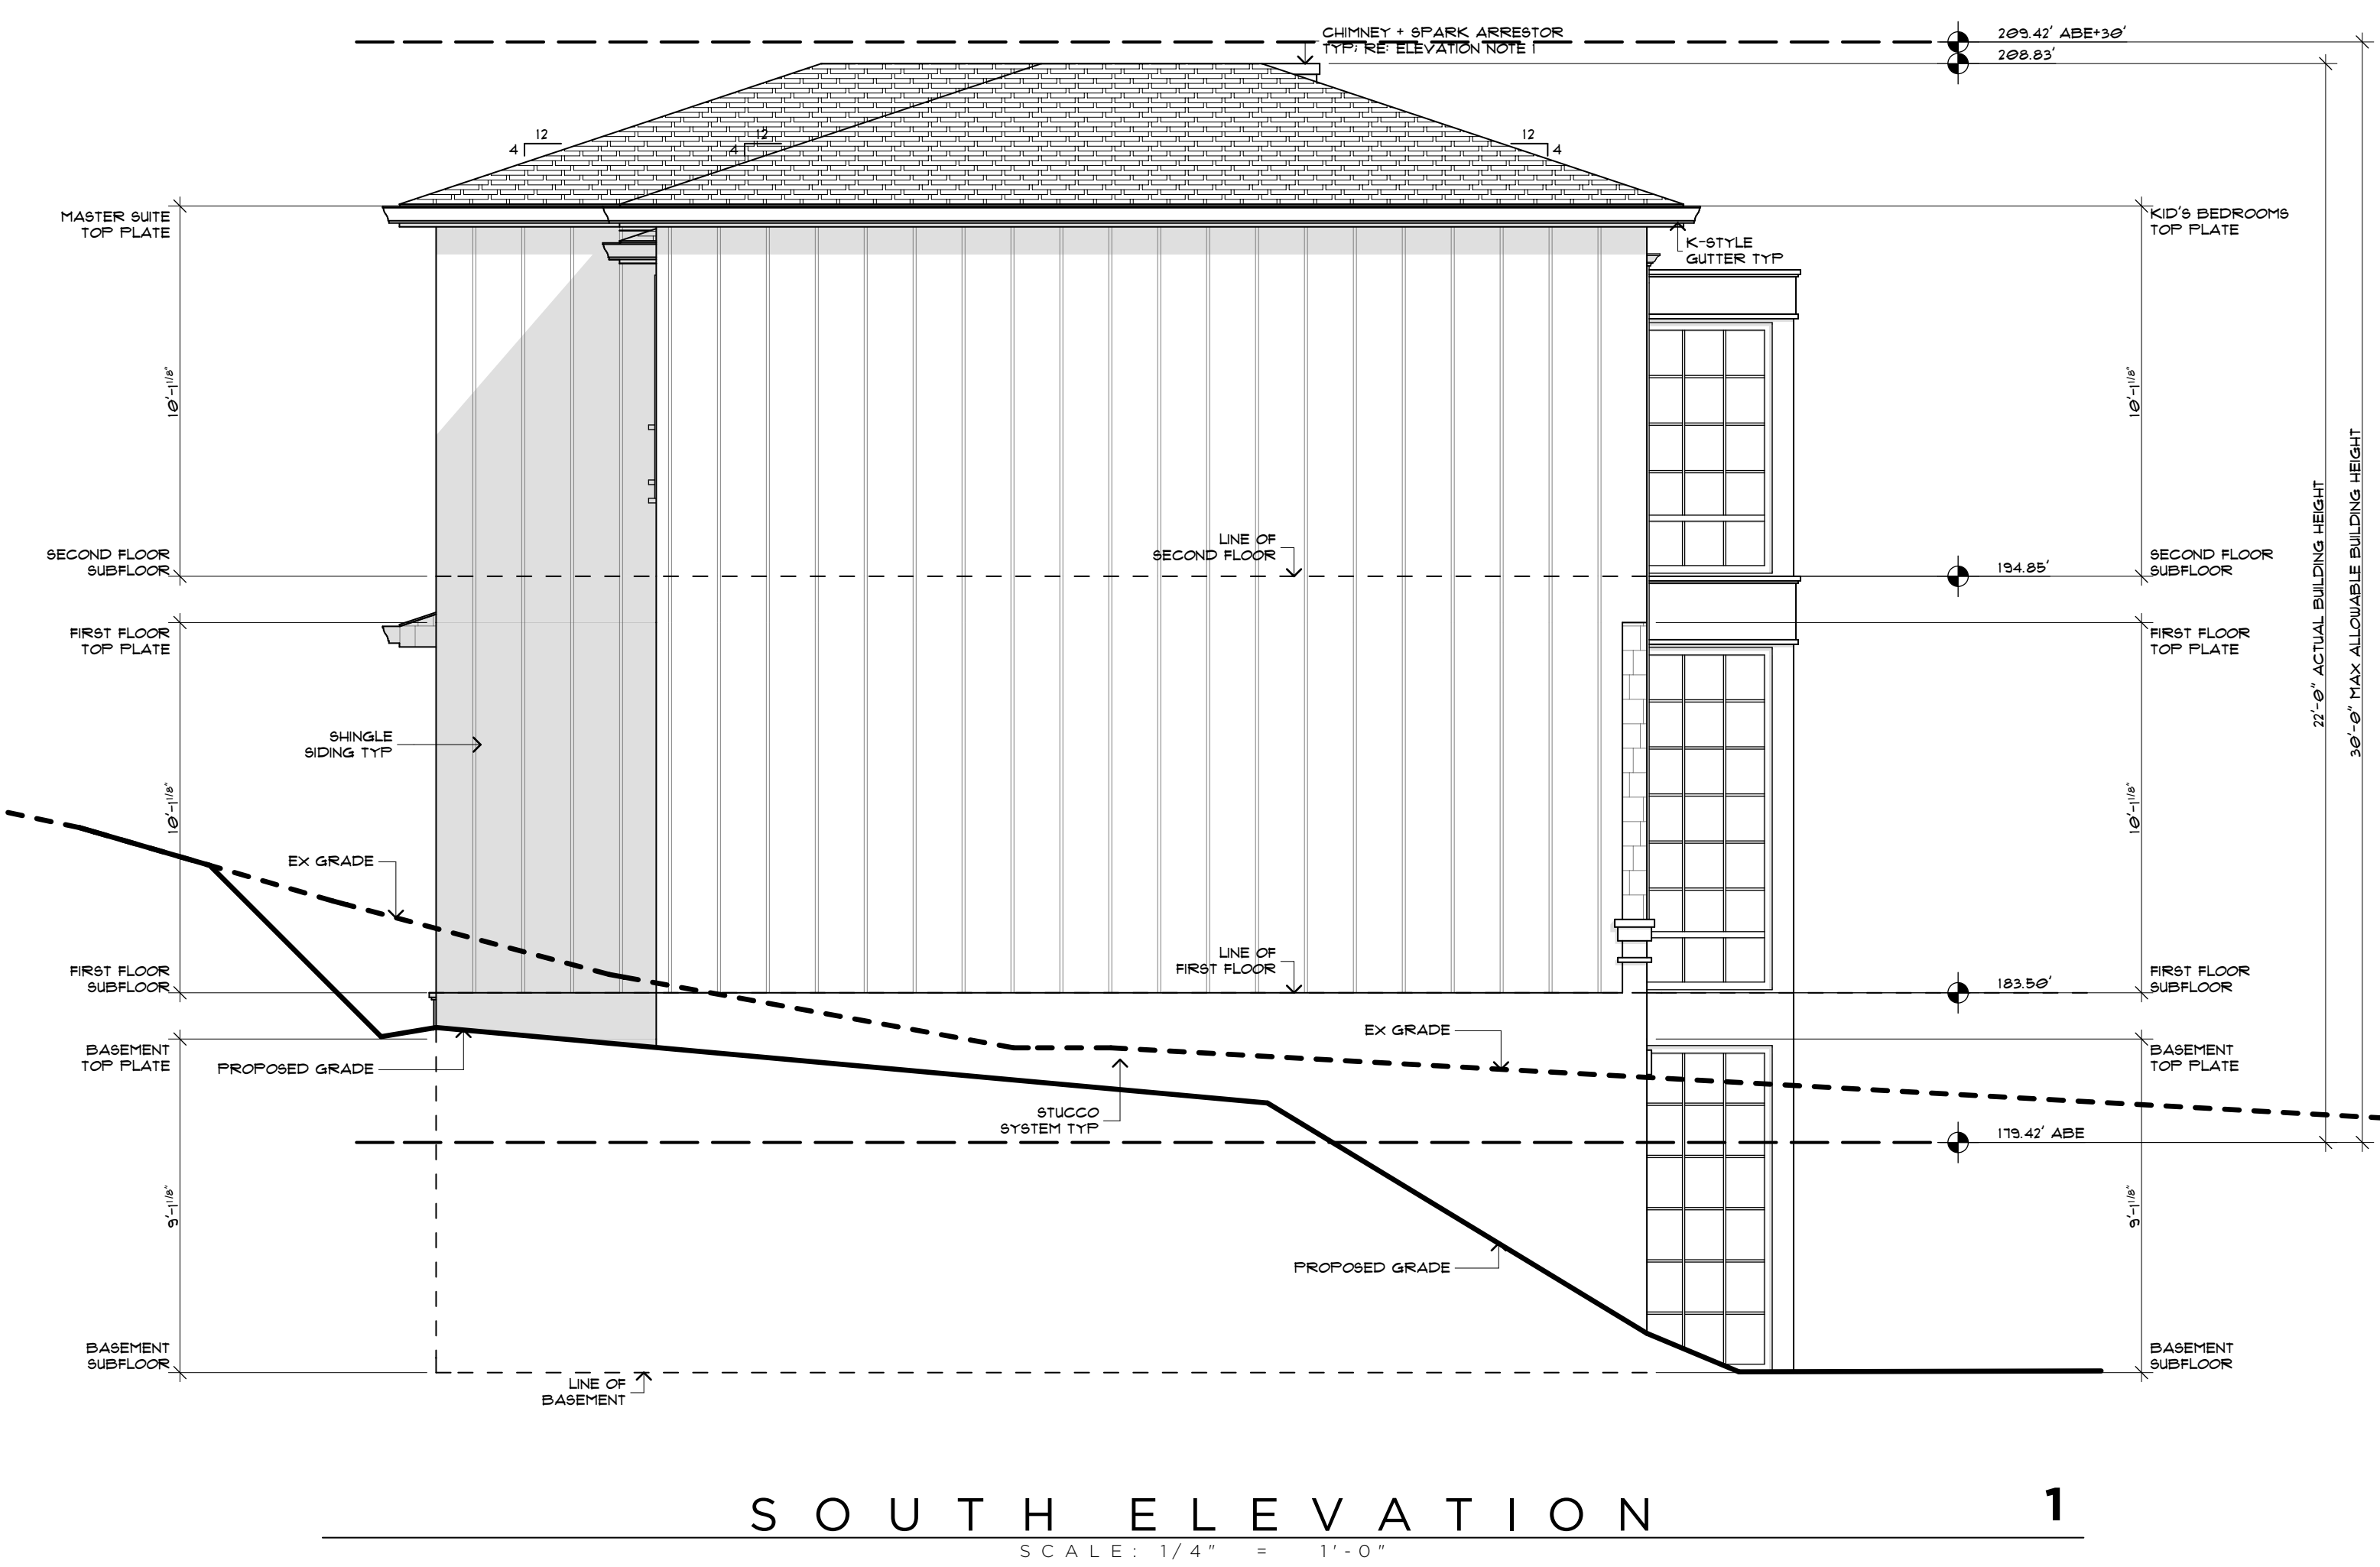 CHIMNEY + SPARK ARRESTOR
TYP; RE: ELEVATION NOTE 1
209.42' ABE+30'
208.83'
12
4
12
4
12
4
MASTER SUITE
TOP PLATE
KID'S BEDROOMS
TOP PLATE
K-STYLE
GUTTER TYP
10'-1 1/8"
10'-1 1/8"
22'-0" ACTUAL BUILDING HEIGHT
30'-0" MAX ALLOWABLE BUILDING HEIGHT
LINE OF
SECOND FLOOR
SECOND FLOOR
SUBFLOOR
194.85'
SECOND FLOOR
SUBFLOOR
FIRST FLOOR
TOP PLATE
FIRST FLOOR
TOP PLATE
SHINGLE
SIDING TYP
10'-1 1/8"
10'-1 1/8"
EX GRADE
LINE OF
FIRST FLOOR
FIRST FLOOR
SUBFLOOR
183.50'
FIRST FLOOR
SUBFLOOR
EX GRADE
BASEMENT
TOP PLATE
PROPOSED GRADE
BASEMENT
TOP PLATE
STUCCO
SYSTEM TYP
179.42' ABE
9'-1 1/8"
9'-1 1/8"
PROPOSED GRADE
BASEMENT
SUBFLOOR
BASEMENT
SUBFLOOR
LINE OF
BASEMENT
SOUTH ELEVATION
1
SCALE: 1/4" = 1'-0"